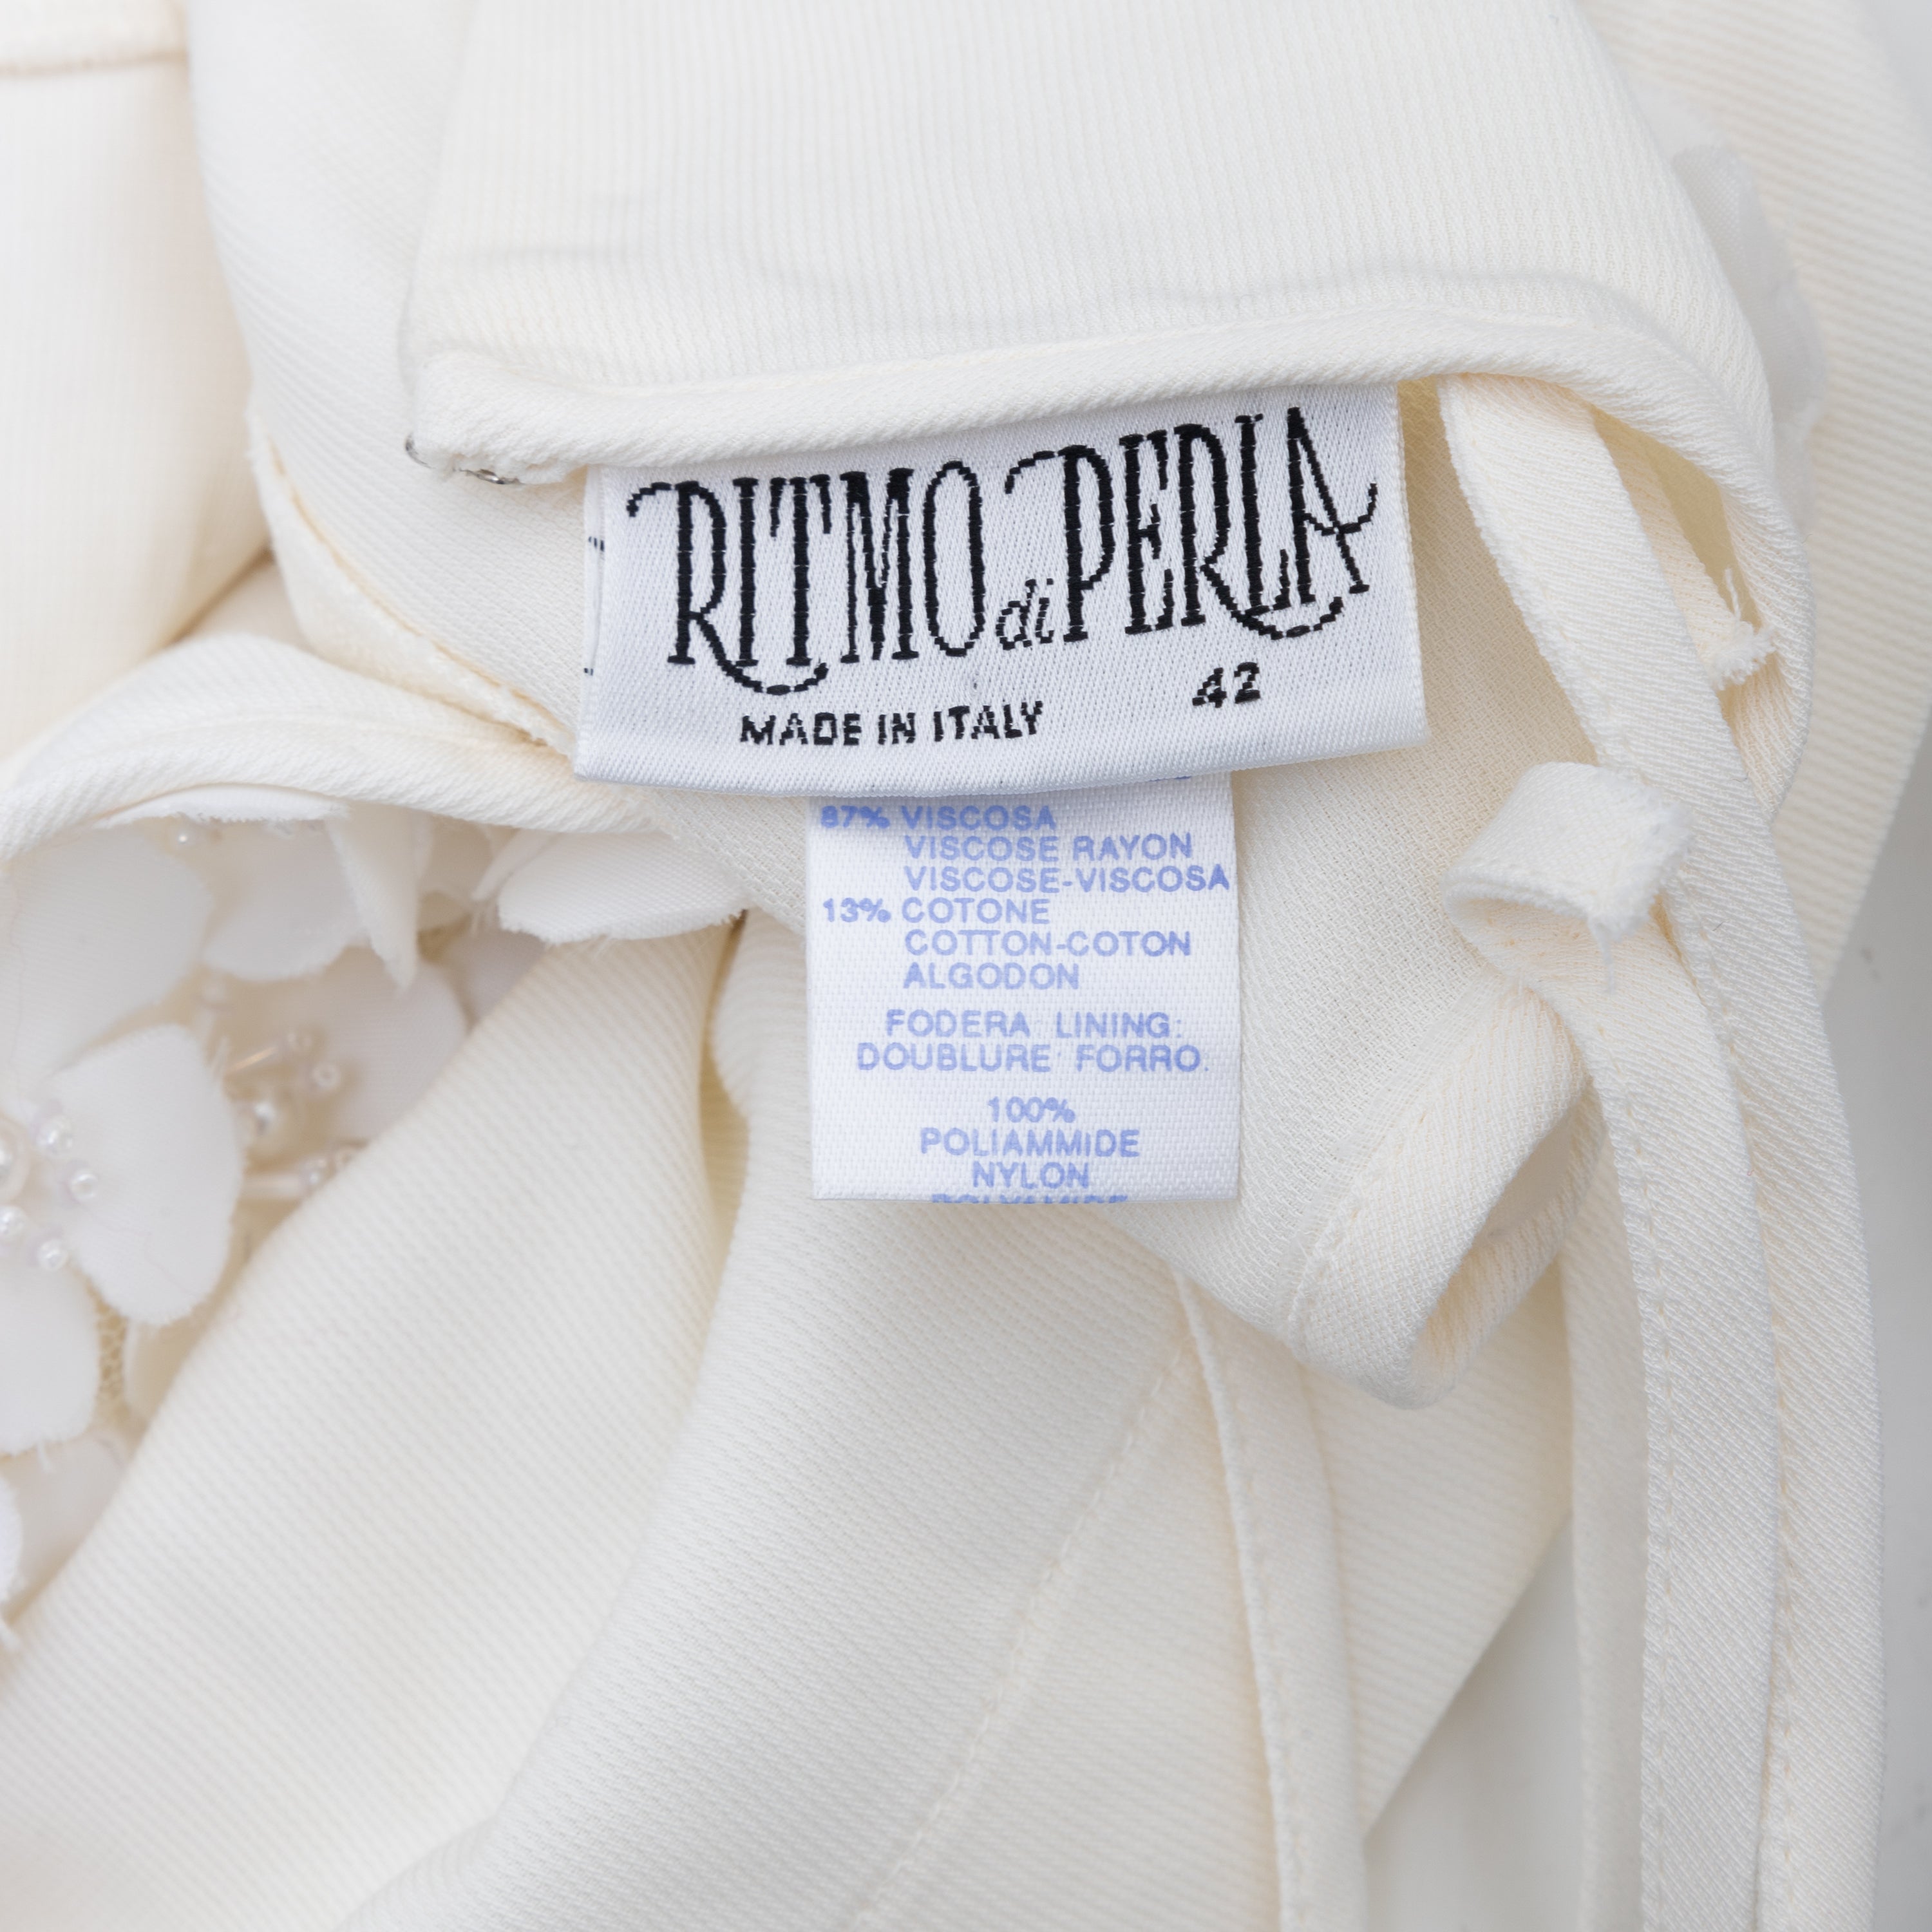 RITMO di PERLA
MADE IN ITALY 42
87% VISCOSA
VISCOSE RAYON
VISCOSE-VISCOSA
13% COTONE
COTTON-COTON
ALGODON
FODERA LINING:
DOUBLURE FORRO.
100%
POLIAMMIDE
NYLON
POLYAMIDE